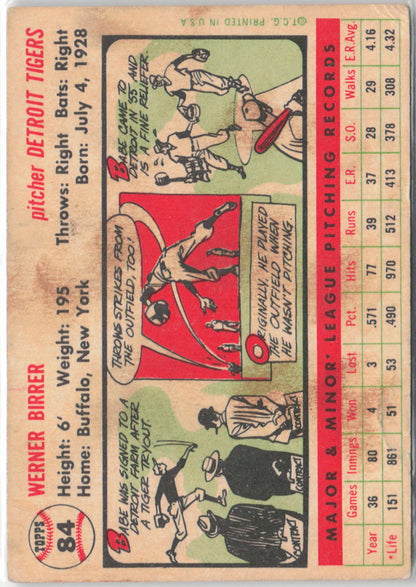 TOPPS
84
WERNER BIRRER
pitcher DETROIT TIGERS
Height: 6' Weight: 195 Throws: Right Bats: Right
Home: Buffalo, New York Born: July 4, 1928
BABE WAS SIGNED TO A
DETROIT FARM AFTER
A TIGER TRYOUT.
CONTRACT
CONTRACT
CONTRACT
THROWS STRIKES FROM
THE OUTFIELD, TOO!
ORIGINALLY, HE PLAYED
THE OUTFIELD WHEN
HE WASN'T PITCHING.
BABE CAME TO
DETROIT IN '55 AND
IS A FINE RELIEFER.
MAJOR & MINOR* LEAGUE PITCHING RECORDS
Games Innings Won Lost Pct. Hits Runs E.R. S.O. Walks E.R.Avg.
Year 36 80 4 3 .571 77 39 37 28 29 4.16
*Life 151 861 51 53 .490 970 512 413 378 308 4.32
©T.C.G. PRINTED IN U.S.A